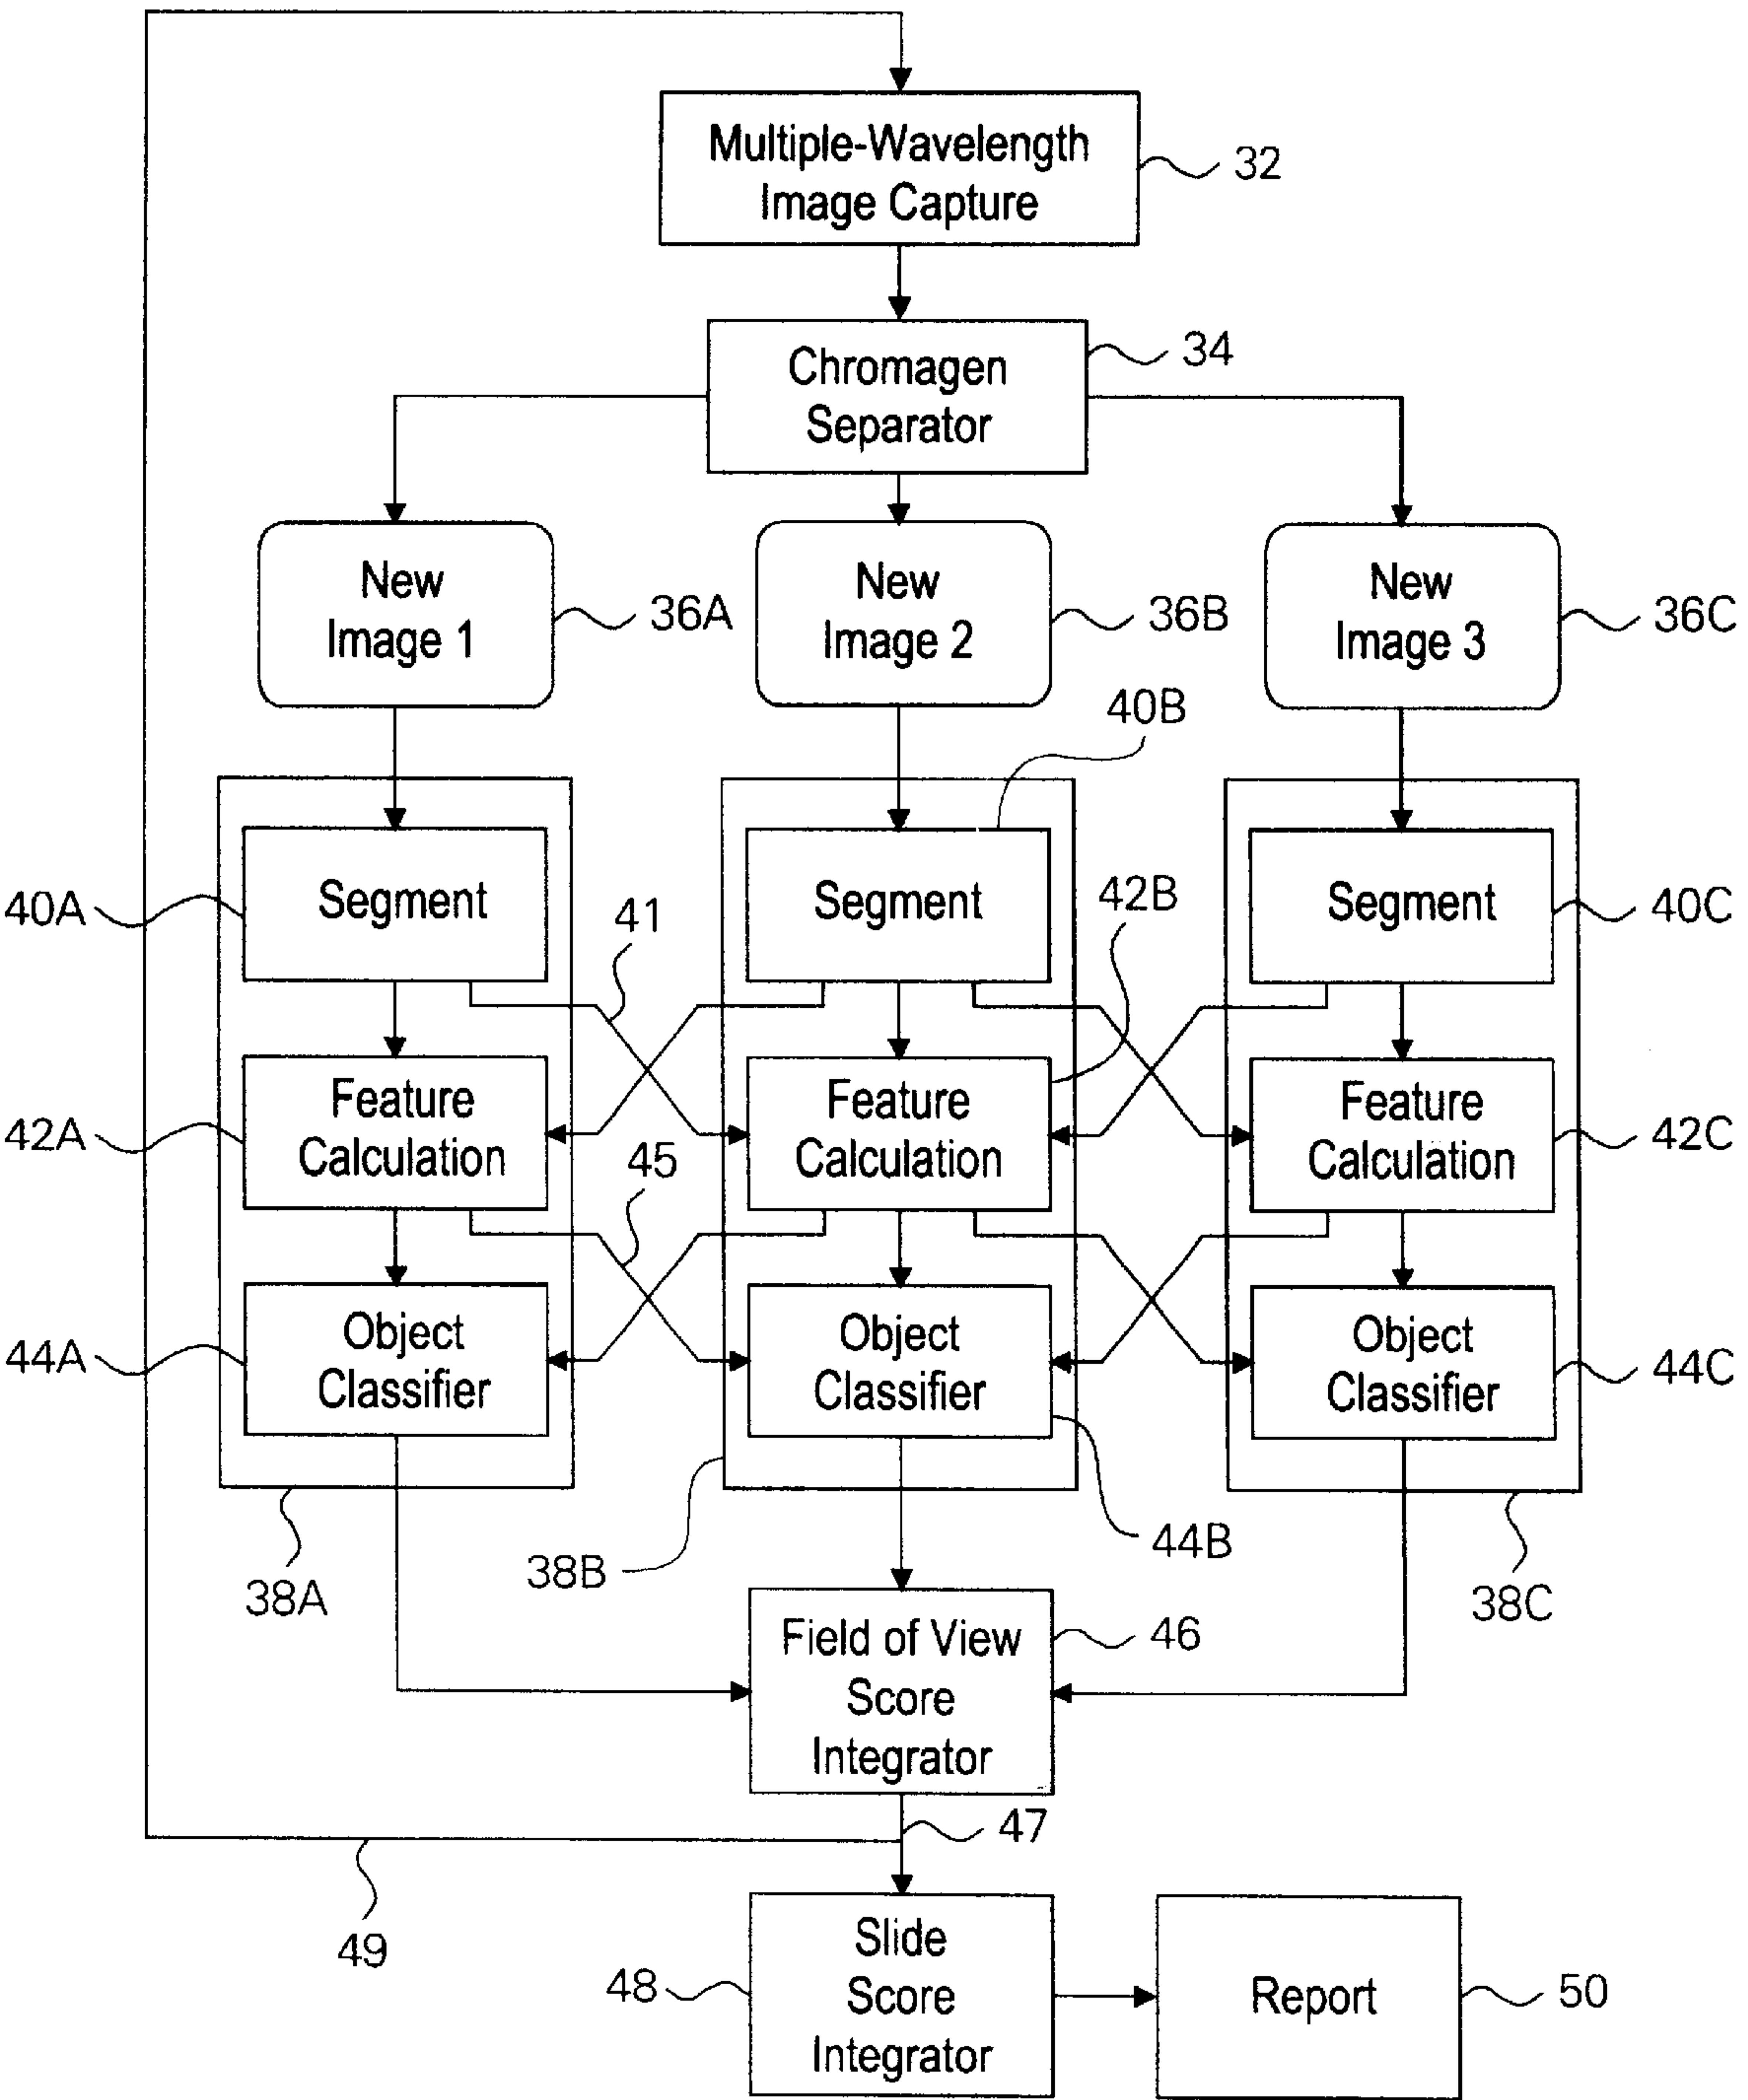 Multiple-Wavelength
Image Capture
32
Chromagen
Separator
34
New
Image 1
36A
New
Image 2
36B
New
Image 3
36C
40B
Segment
40A
41
Segment
42B
Segment
40C
Feature
Calculation
42A
45
Feature
Calculation
Feature
Calculation
42C
Object
Classifier
44A
Object
Classifier
Object
Classifier
44C
38A
38B
44B
38C
Field of View
Score
Integrator
46
47
49
Slide
Score
Integrator
48
Report
50